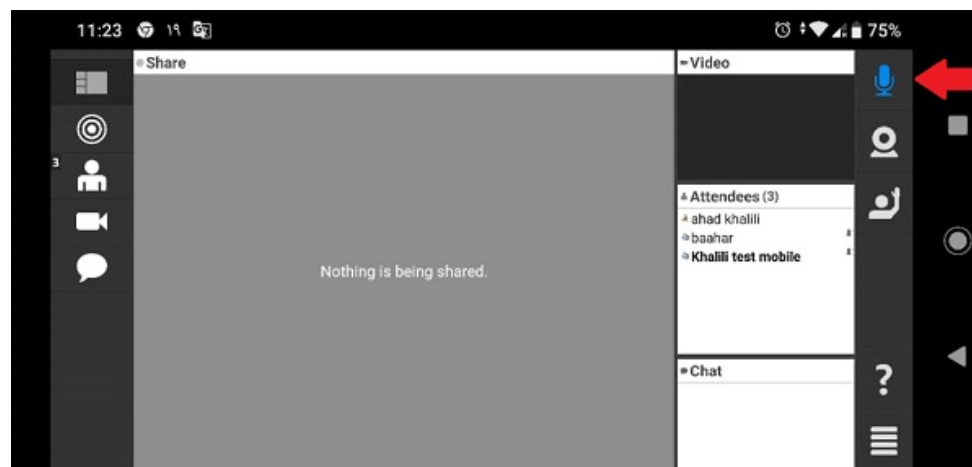 11:23 ۱۹ 75%
Share
Video
3
Attendees (3)
ahad khalili
baahar
Khalili test mobile
Nothing is being shared.
Chat
?